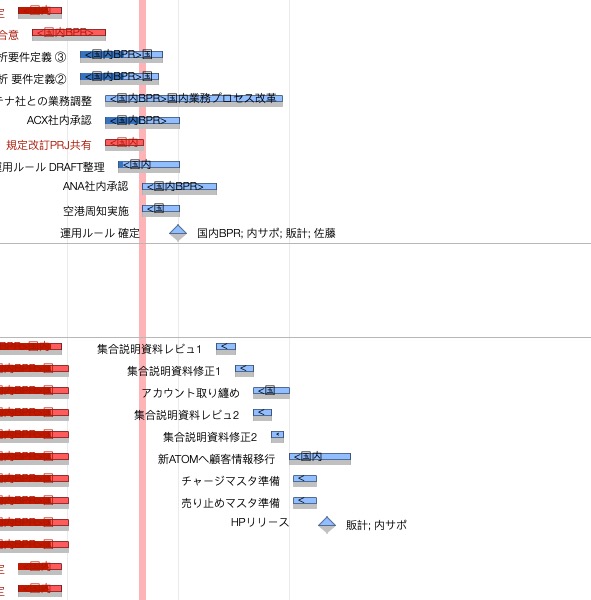 定 <国内
合意 <国内BPR>
析要件定義 ③ <国内BPR>国
析 要件定義② <国内BPR>国
テナ社との業務調整 <国内BPR>国内業務プロセス改革
ACX社内承認 <国内BPR>
規定改訂PRJ共有 <国内
運用ルール DRAFT整理 <国内
ANA社内承認 <国内BPR>
空港周知実施 <国
運用ルール 確定 国内BPR; 内サポ; 販計; 佐藤
集合説明資料レビュ1 <
集合説明資料修正1 <
アカウント取り纏め <国
集合説明資料レビュ2 <
集合説明資料修正2
新ATOMへ顧客情報移行 <国内
チャージマスタ準備 <
売り止めマスタ準備 <
HPリリース 販計; 内サポ
定 <国内
定 <国内